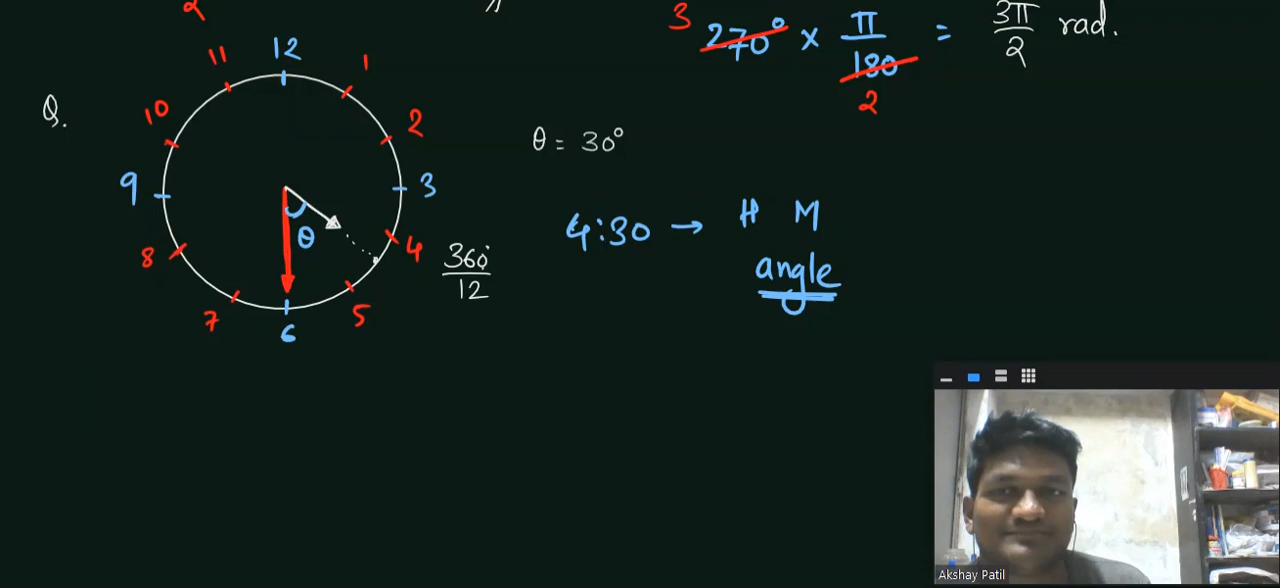 3
270° × π/180 = 3π/2 rad.
2
Q.
12
11
1
10
2
9
3
8
4
7
5
6
θ
360°/12
θ = 30°
4:30 → H M
angle
Akshay Patil